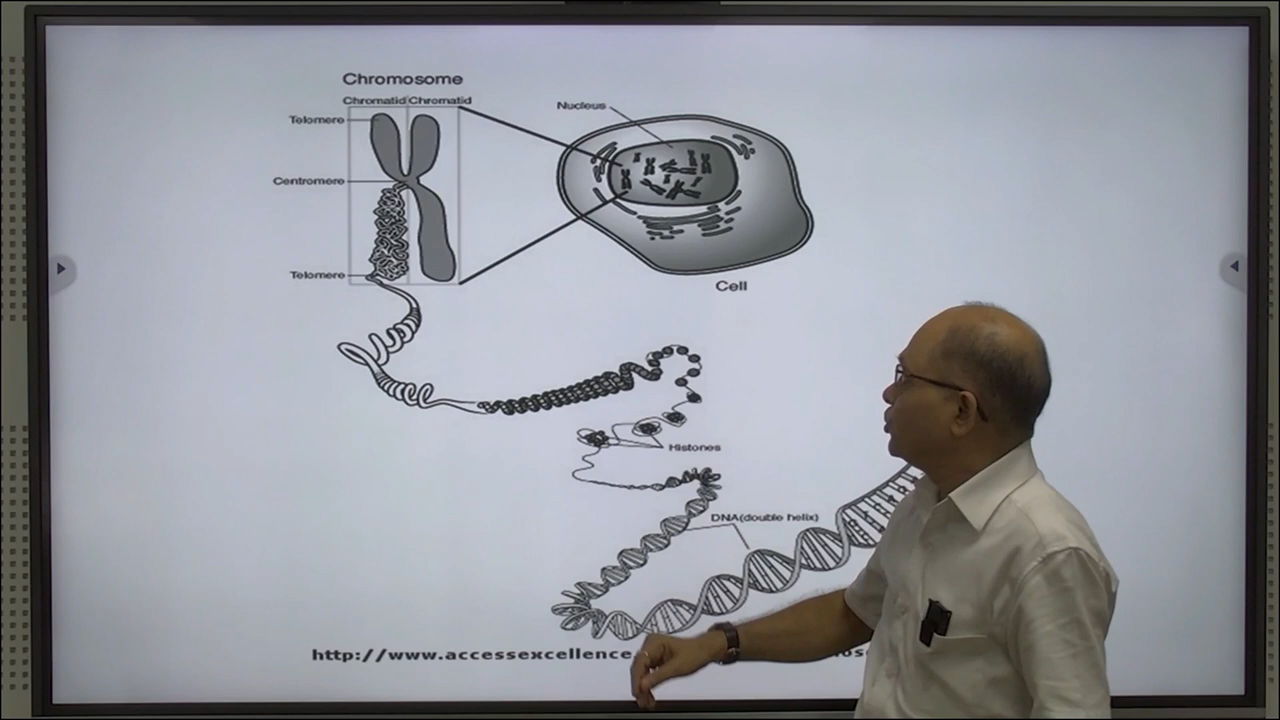 Chromosome
Chromatid Chromatid
Telomere
Nucleus
Centromere
Telomere
Cell
Histones
DNA(double helix)
http://www.accessexcellence